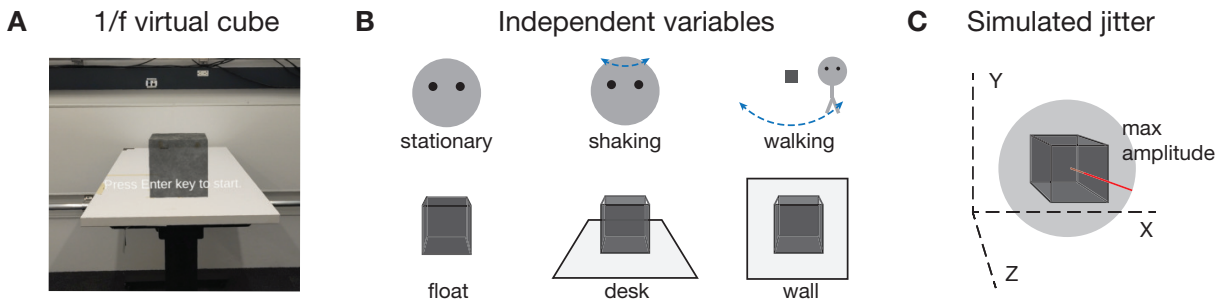 A 1/f virtual cube
Press Enter key to start.
B Independent variables
stationary shaking walking
float desk wall
C Simulated jitter
Y
max
amplitude
X
Z